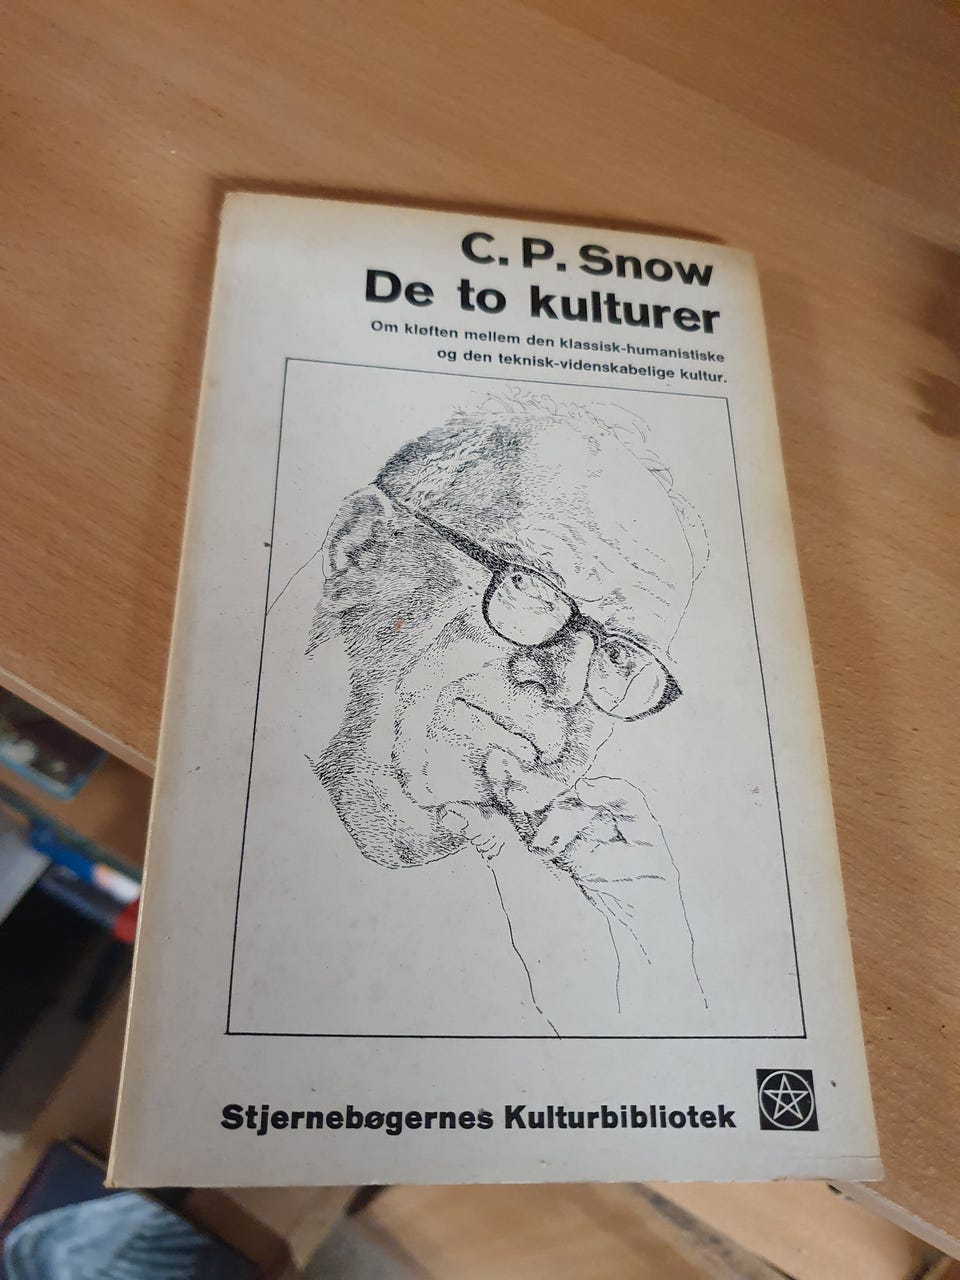 C. P. Snow
De to kulturer
Om kløften mellem den klassisk-humanistiske
og den teknisk-videnskabelige kultur.
Stjernebøgernes Kulturbibliotek